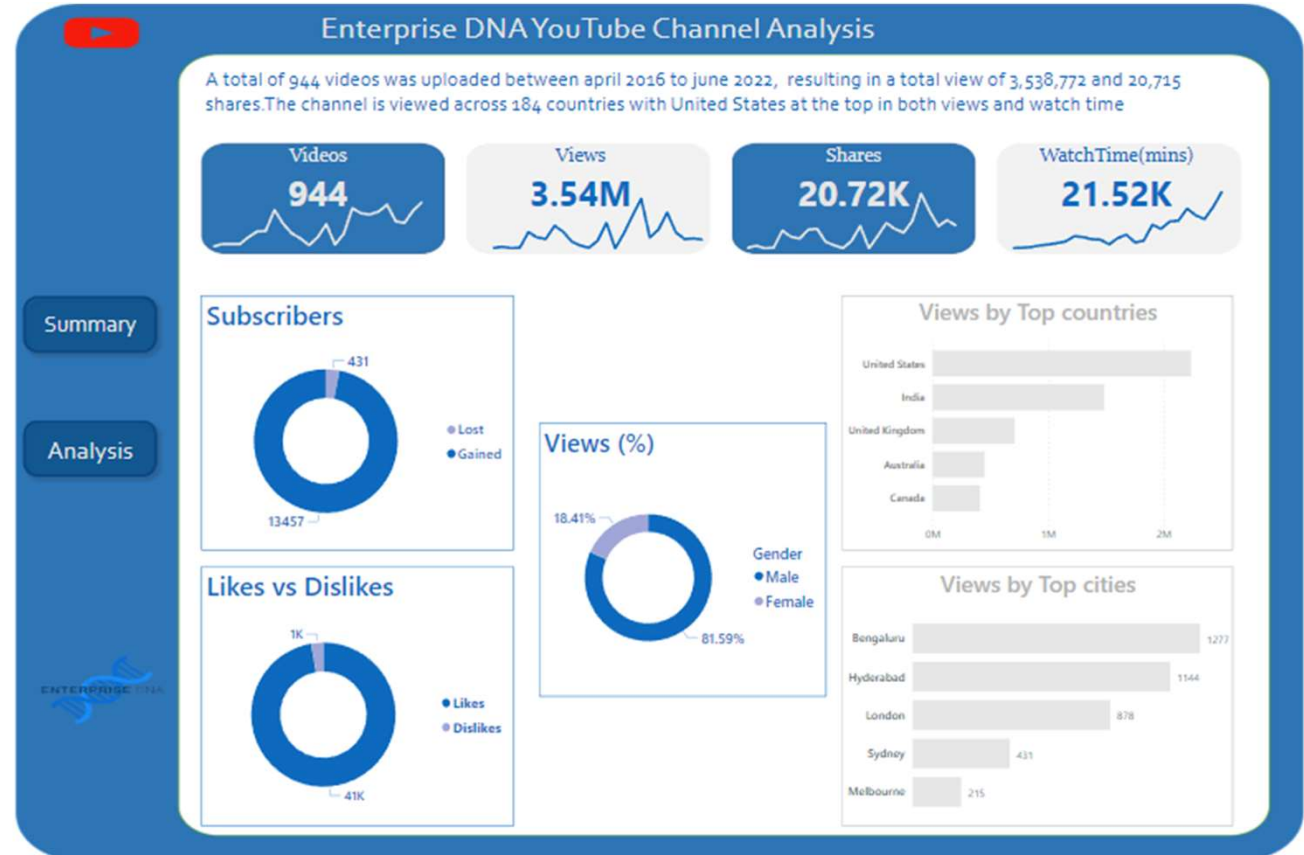 Enterprise DNA YouTube Channel Analysis
A total of 944 videos was uploaded between april 2016 to june 2022, resulting in a total view of 3,538,772 and 20,715
shares.The channel is viewed across 184 countries with United States at the top in both views and watch time
Videos
944
Views
3.54M
Shares
20.72K
WatchTime(mins)
21.52K
Summary
Analysis
ENTERPRISE DNA
Subscribers
431
Lost
Gained
13457
Likes vs Dislikes
1K
Likes
Dislikes
41K
Views (%)
18.41%
Gender
Male
Female
81.59%
Views by Top countries
United States
India
United Kingdom
Australia
Canada
0M 1M 2M
Views by Top cities
Bengaluru 1277
Hyderabad 1144
London 878
Sydney 431
Melbourne 215